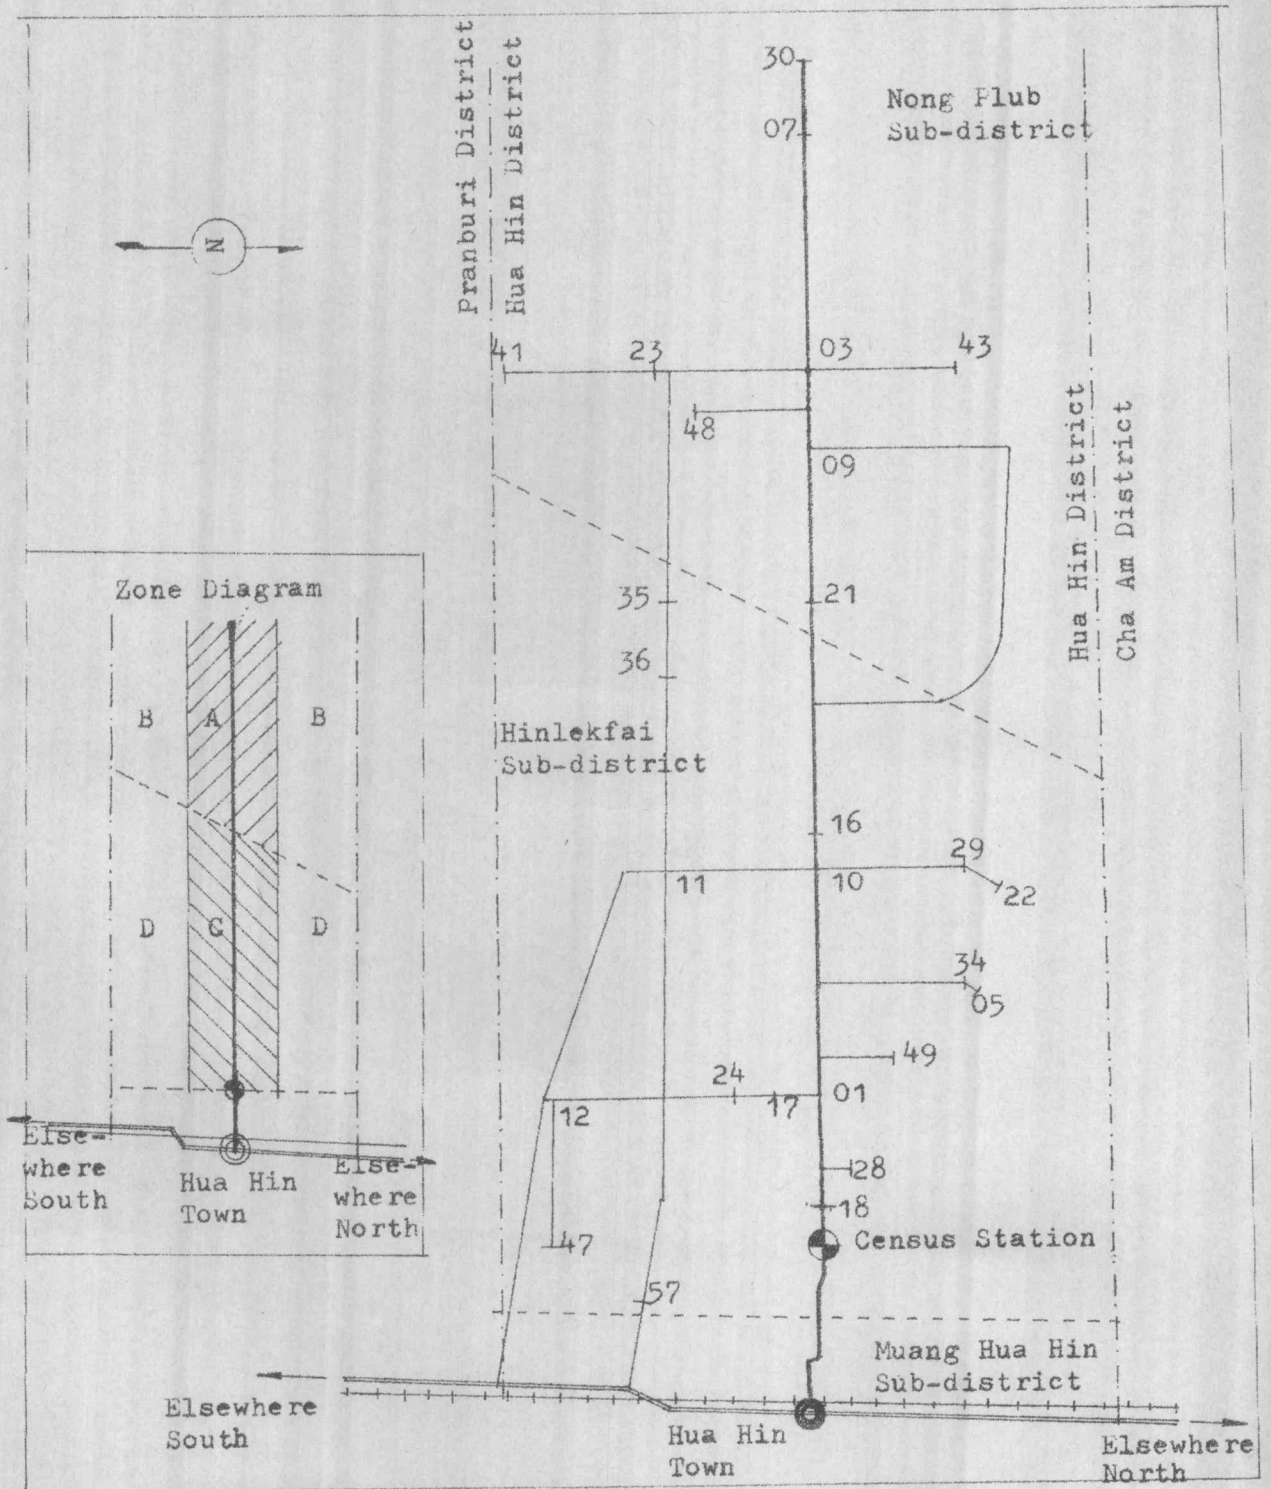 30
Nong Plub
07
Sub-district
Pranburi District
Hua Hin District
N
41
23
03
43
48
09
Hua Hin District
Cha Am District
Zone Diagram
35
21
36
B
A
B
Hinlekfai
Sub-district
16
29
11
10
22
D
C
D
34
05
49
24
01
12
17
28
18
Else-
where
South
Hua Hin
Town
Else-
where
North
47
Census Station
57
Muang Hua Hin
Sub-district
Elsewhere
South
Hua Hin
Town
Elsewhere
North